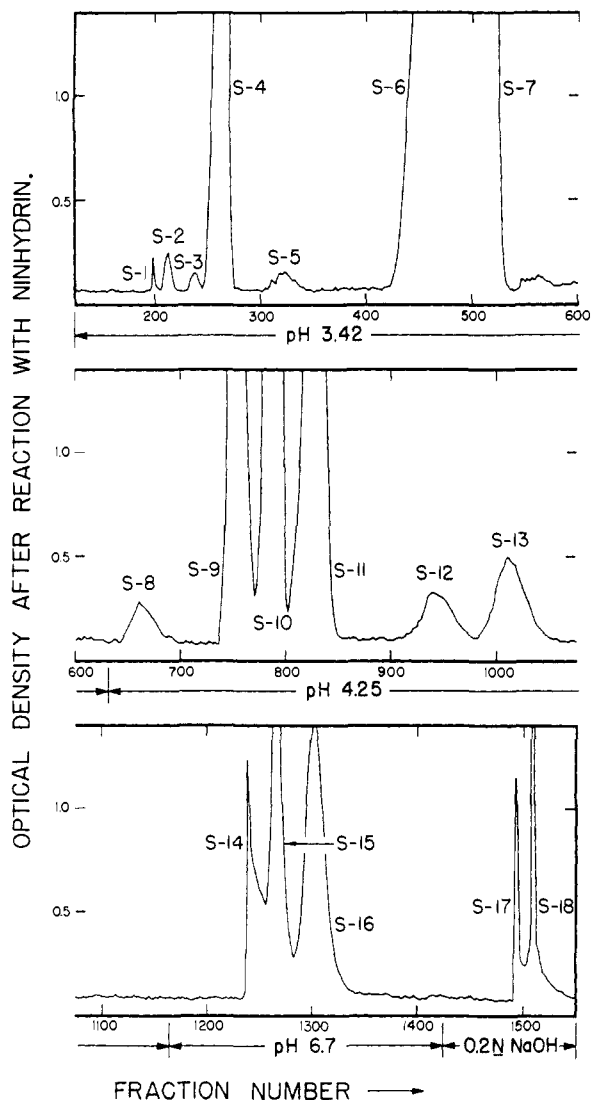 OPTICAL DENSITY AFTER REACTION WITH NINHYDRIN.
1.0
0.5
S-1
S-2
S-3
S-4
S-5
S-6
S-7
200 300 400 500 600
pH 3.42
1.0
0.5
S-8
S-9
S-10
S-11
S-12
S-13
600 700 800 900 1000
pH 4.25
1.0
0.5
S-14
S-15
S-16
S-17
S-18
1100 1200 1300 1400 1500
pH 6.7 0.2N NaOH
FRACTION NUMBER